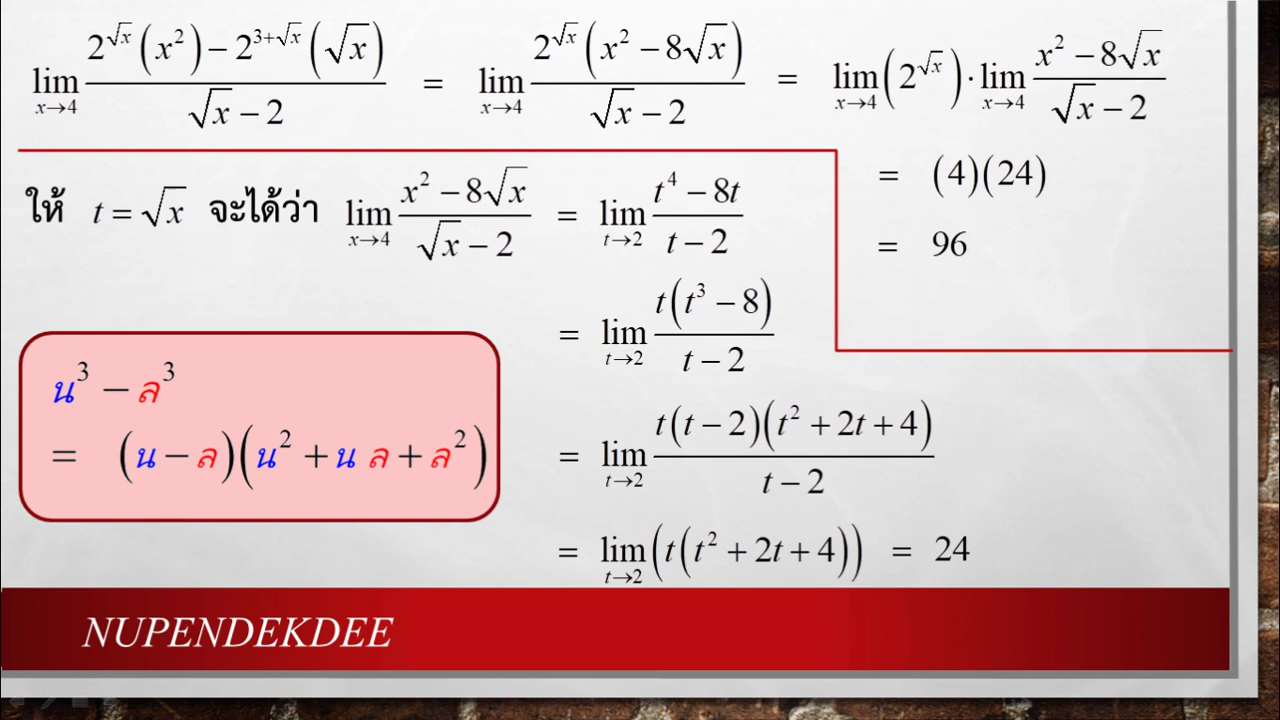 lim x→4 (2^√x (x²) − 2^(3+√x) (√x)) / (√x − 2) = lim x→4 (2^√x (x² − 8√x)) / (√x − 2) = lim x→4 (2^√x) · lim x→4 (x² − 8√x) / (√x − 2)
= (4)(24)
= 96
ให้ t = √x จะได้ว่า lim x→4 (x² − 8√x) / (√x − 2) = lim t→2 (t⁴ − 8t) / (t − 2)
= lim t→2 t(t³ − 8) / (t − 2)
= lim t→2 t(t − 2)(t² + 2t + 4) / (t − 2)
= lim t→2 (t(t² + 2t + 4)) = 24
น³ − ล³
= (น − ล)(น² + น ล + ล²)
NUPENDEKDEE